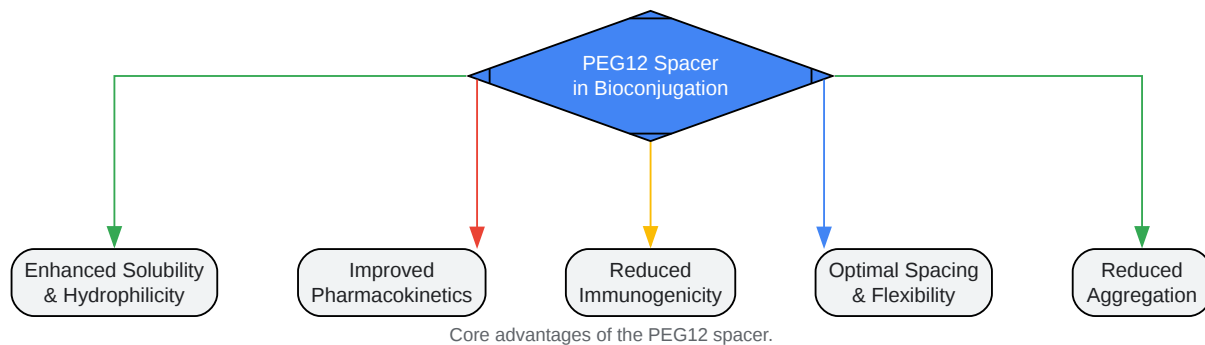 PEG12 Spacer
in Bioconjugation
Enhanced Solubility
& Hydrophilicity
Improved
Pharmacokinetics
Reduced
Immunogenicity
Optimal Spacing
& Flexibility
Reduced
Aggregation
Core advantages of the PEG12 spacer.